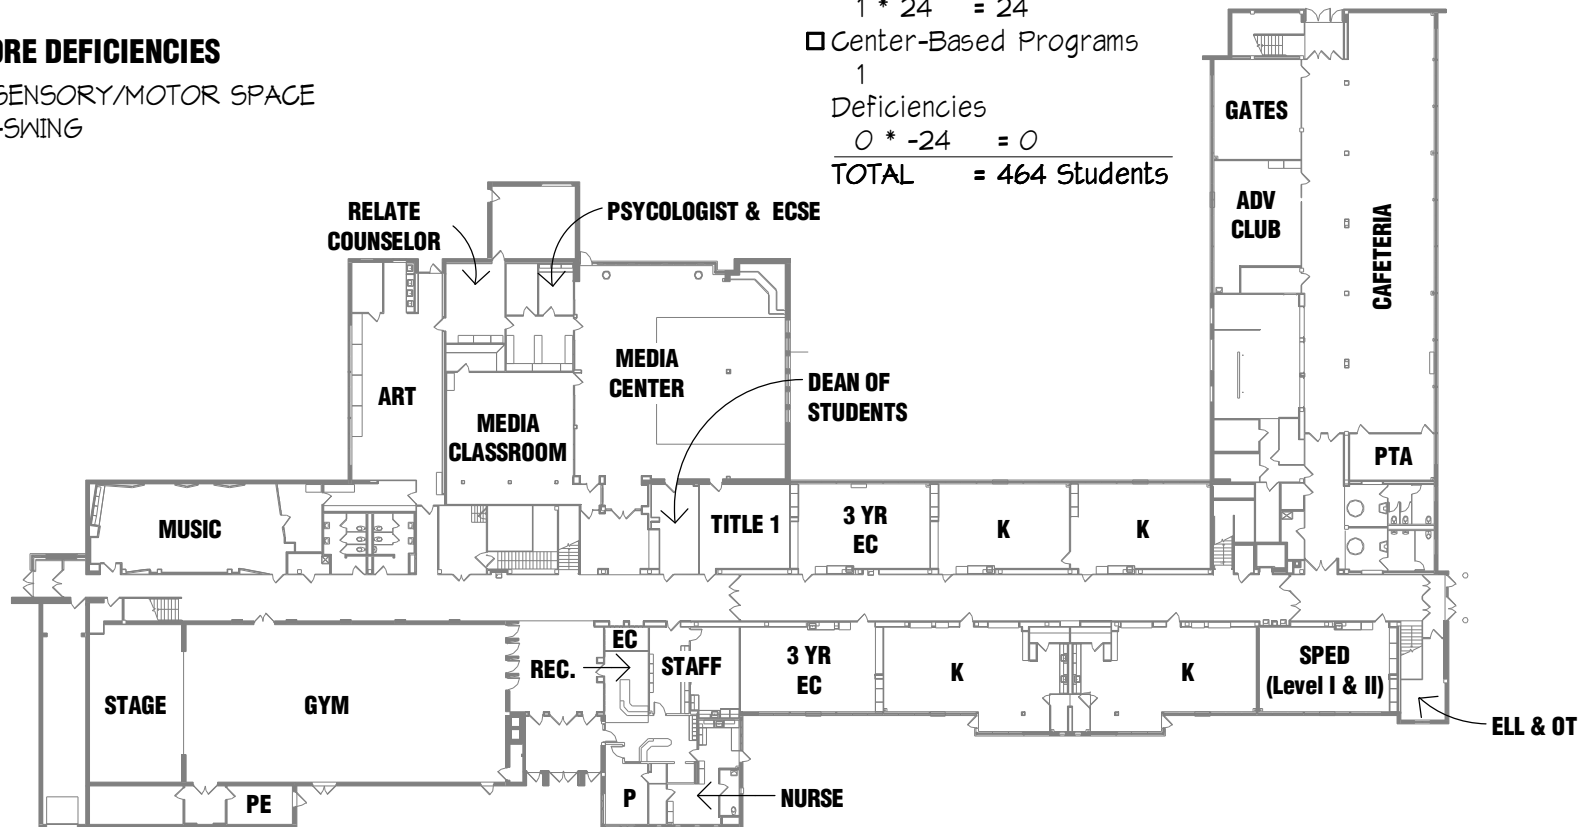 1 * 24 = 24
ORE DEFICIENCIES
SENSORY/MOTOR SPACE
-SWING
Center-Based Programs
1
Deficiencies
0 * -24 = 0
TOTAL = 464 Students
GATES
ADV
CLUB
CAFETERIA
RELATE
COUNSELOR
PSYCOLOGIST & ECSE
MEDIA
CENTER
DEAN OF
STUDENTS
ART
MEDIA
CLASSROOM
PTA
MUSIC
TITLE 1
3 YR
EC
K
K
EC
REC.
STAFF
3 YR
EC
K
K
SPED
(Level I & II)
STAGE
GYM
ELL & OT
PE
P
NURSE